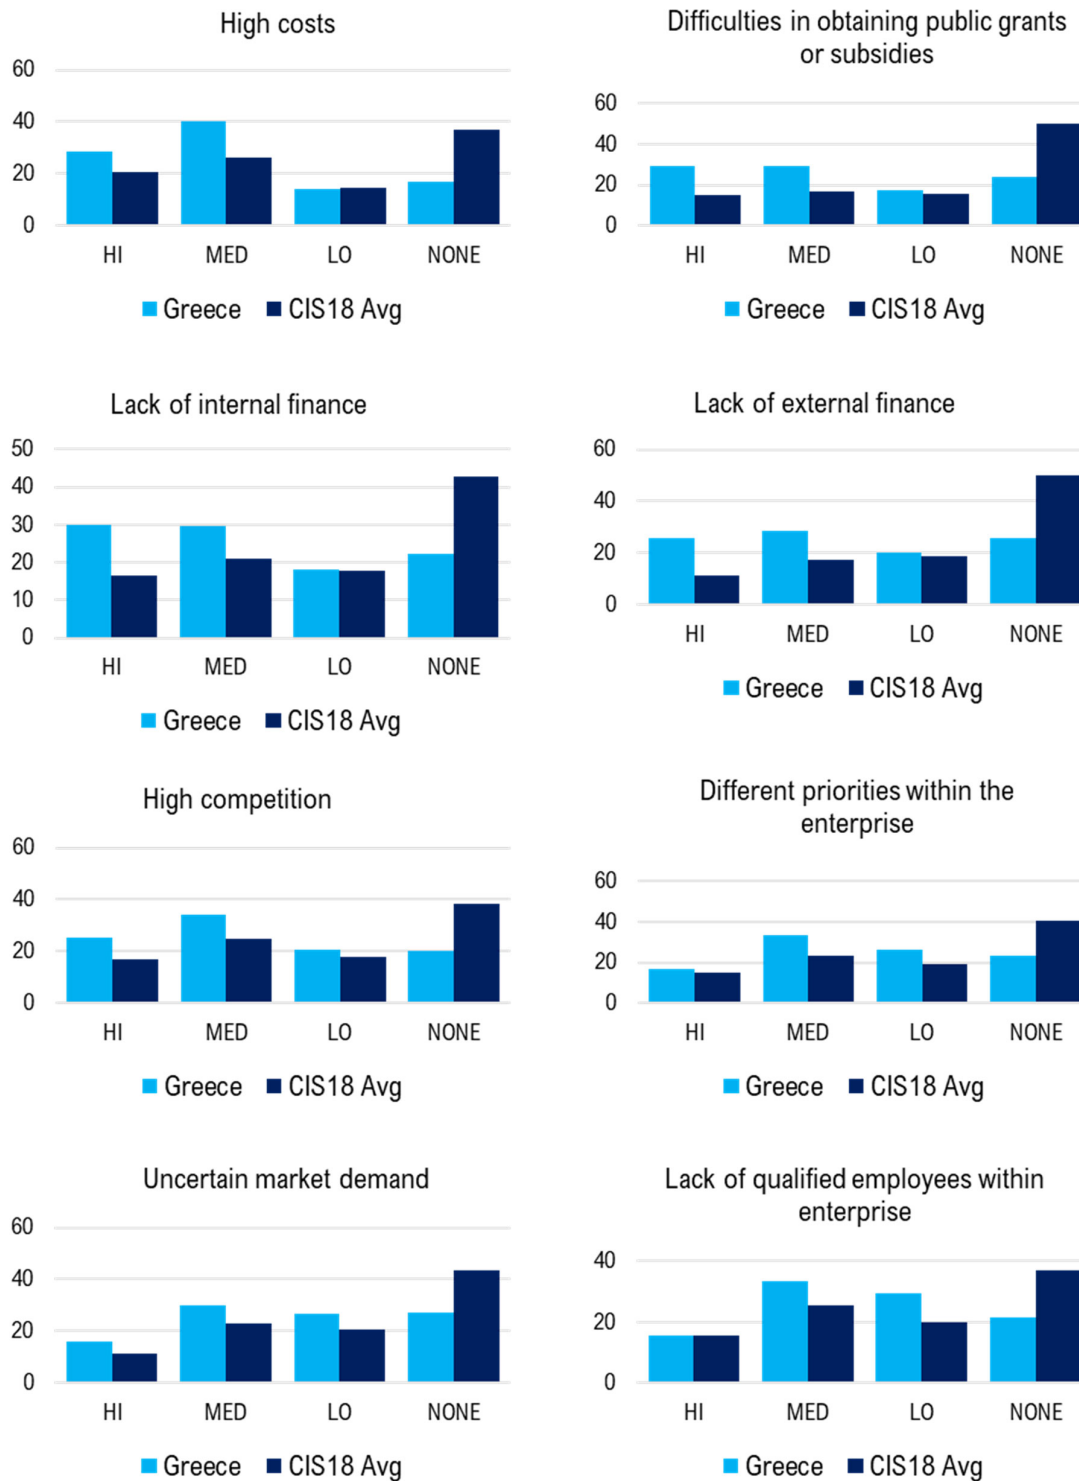 High costs
60
40
20
0
HI MED LO NONE
Greece CIS18 Avg
Difficulties in obtaining public grants
or subsidies
60
40
20
0
HI MED LO NONE
Greece CIS18 Avg
Lack of internal finance
50
40
30
20
10
0
HI MED LO NONE
Greece CIS18 Avg
Lack of external finance
60
40
20
0
HI MED LO NONE
Greece CIS18 Avg
High competition
60
40
20
0
HI MED LO NONE
Greece CIS18 Avg
Different priorities within the
enterprise
60
40
20
0
HI MED LO NONE
Greece CIS18 Avg
Uncertain market demand
60
40
20
0
HI MED LO NONE
Greece CIS18 Avg
Lack of qualified employees within
enterprise
40
20
0
HI MED LO NONE
Greece CIS18 Avg